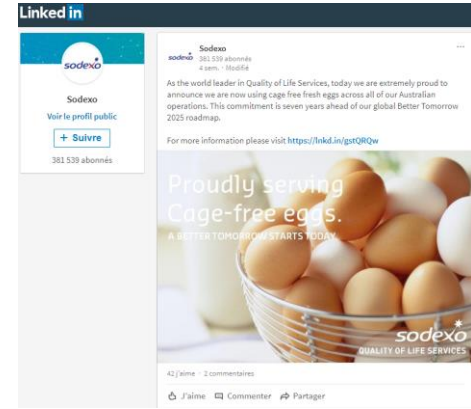 Linked in
sodexo
Sodexo
Voir le profil public
+ Suivre
381 539 abonnés
sodexo
Sodexo
381 539 abonnés
4 sem. · Modifié
...
As the world leader in Quality of Life Services, today we are extremely proud to
announce we are now using cage free fresh eggs across all of our Australian
operations. This commitment is seven years ahead of our global Better Tomorrow
2025 roadmap.
For more information please visit https://lnkd.in/gstQRQw
Proudly serving
Cage-free eggs.
A BETTER TOMORROW STARTS TODAY
sodexo
QUALITY OF LIFE SERVICES
42 j'aime · 2 commentaires
J'aime Commenter Partager